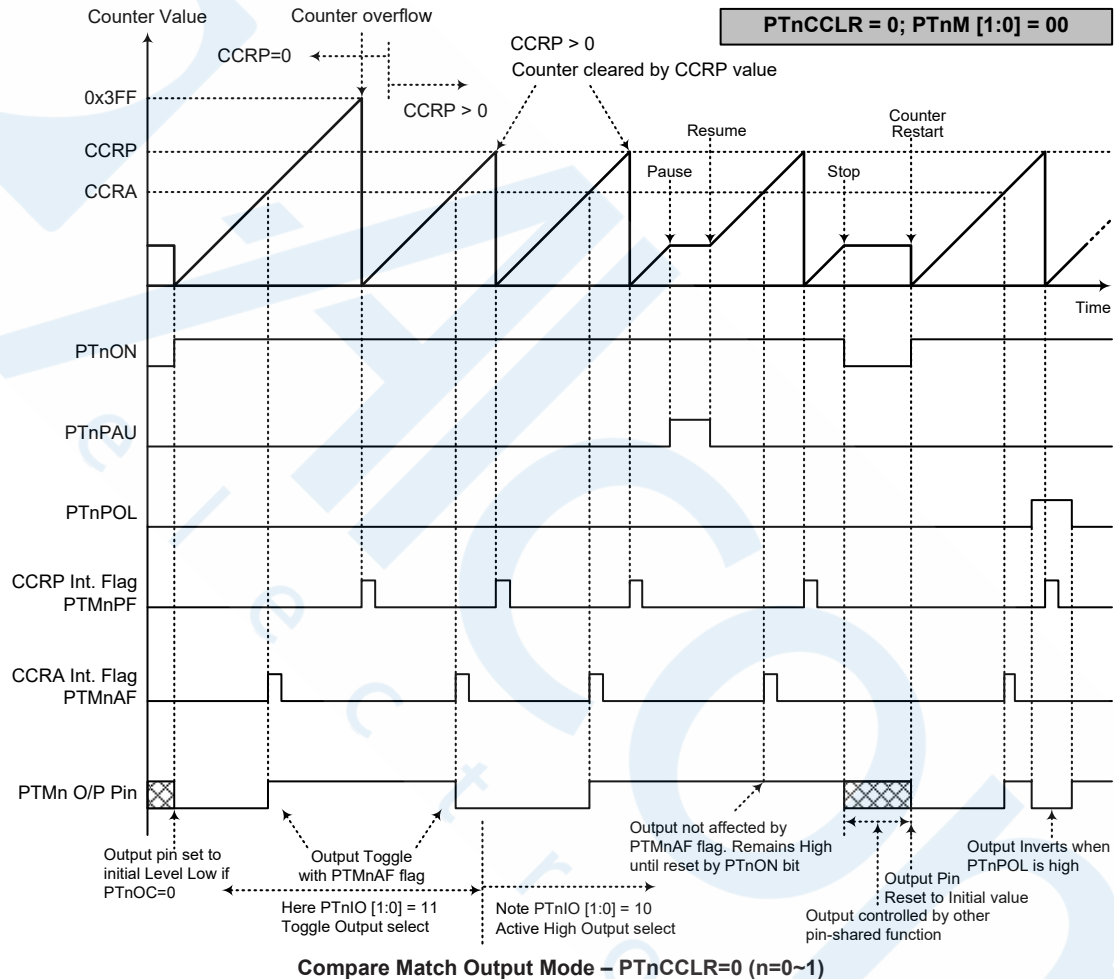 Counter Value
Counter overflow
PTnCCLR = 0; PTnM [1:0] = 00
CCRP=0
CCRP > 0
CCRP > 0
Counter cleared by CCRP value
0x3FF
CCRP
CCRA
Pause
Resume
Stop
Counter
Restart
Time
PTnON
PTnPAU
PTnPOL
CCRP Int. Flag
PTMnPF
CCRA Int. Flag
PTMnAF
PTMn O/P Pin
Output pin set to
initial Level Low if
PTnOC=0
Output Toggle
with PTMnAF flag
Here PTnIO [1:0] = 11
Toggle Output select
Note PTnIO [1:0] = 10
Active High Output select
Output not affected by
PTMnAF flag. Remains High
until reset by PTnON bit
Output Pin
Reset to Initial value
Output controlled by other
pin-shared function
Output Inverts when
PTnPOL is high
Compare Match Output Mode – PTnCCLR=0 (n=0~1)